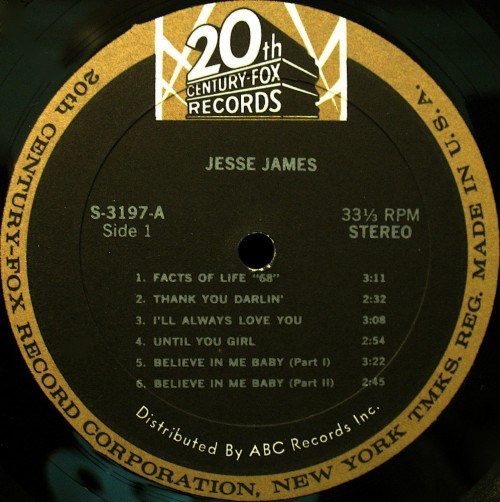 20th
CENTURY-FOX
RECORDS
JESSE JAMES
S-3197-A
Side 1
33⅓ RPM
STEREO
1. FACTS OF LIFE "68" 3:11
2. THANK YOU DARLIN' 2:32
3. I'LL ALWAYS LOVE YOU 3:08
4. UNTIL YOU GIRL 2:54
5. BELIEVE IN ME BABY (Part I) 3:22
6. BELIEVE IN ME BABY (Part II) 2:45
Distributed By ABC Records Inc.
20th CENTURY-FOX RECORD CORPORATION, NEW YORK TMKS. REG. MADE IN U.S.A.